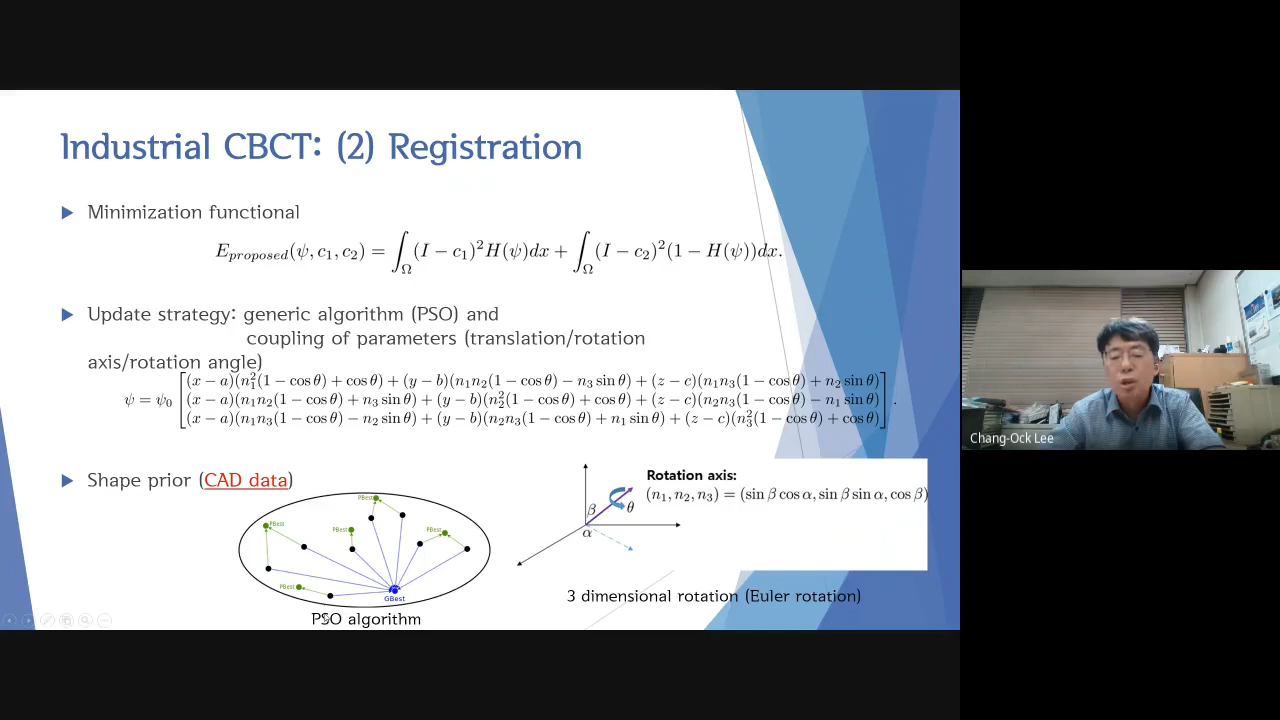 Industrial CBCT: (2) Registration
Minimization functional
E_{proposed}(ψ, c_1, c_2) = ∫_Ω (I − c_1)^2 H(ψ)dx + ∫_Ω (I − c_2)^2 (1 − H(ψ))dx.
Update strategy: generic algorithm (PSO) and
coupling of parameters (translation/rotation
axis/rotation angle)
(x − a)(n_1^2(1 − cos θ) + cos θ) + (y − b)(n_1n_2(1 − cos θ) − n_3 sin θ) + (z − c)(n_1n_3(1 − cos θ) + n_2 sin θ)
ψ = ψ_0 [(x − a)(n_1n_2(1 − cos θ) + n_3 sin θ) + (y − b)(n_2^2(1 − cos θ) + cos θ) + (z − c)(n_2n_3(1 − cos θ) − n_1 sin θ)].
(x − a)(n_1n_3(1 − cos θ) − n_2 sin θ) + (y − b)(n_2n_3(1 − cos θ) + n_1 sin θ) + (z − c)(n_3^2(1 − cos θ) + cos θ)
Shape prior (CAD data)
PBest
PBest
PBest
PBest
PBest
GBest
PSO algorithm
Rotation axis:
(n_1, n_2, n_3) = (sin β cos α, sin β sin α, cos β)
β
θ
α
3 dimensional rotation (Euler rotation)
Chang-Ock Lee